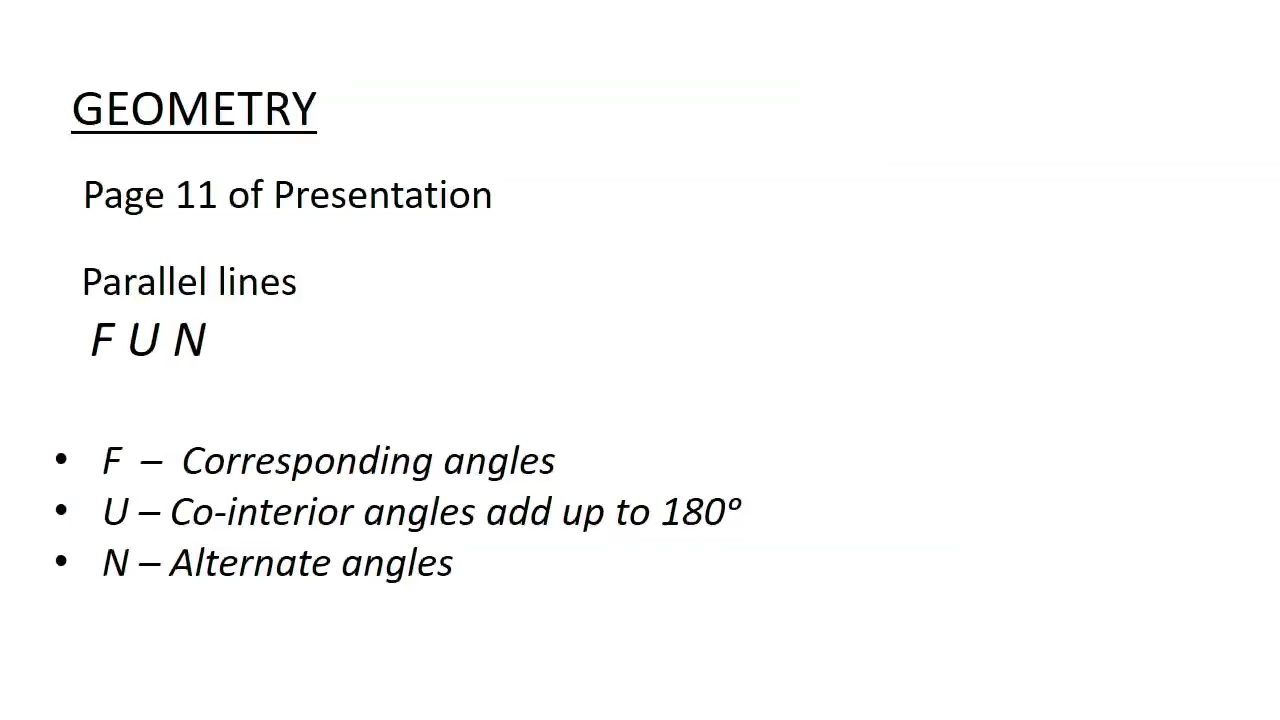 GEOMETRY
Page 11 of Presentation
Parallel lines
F U N
• F – Corresponding angles
• U – Co-interior angles add up to 180º
• N – Alternate angles